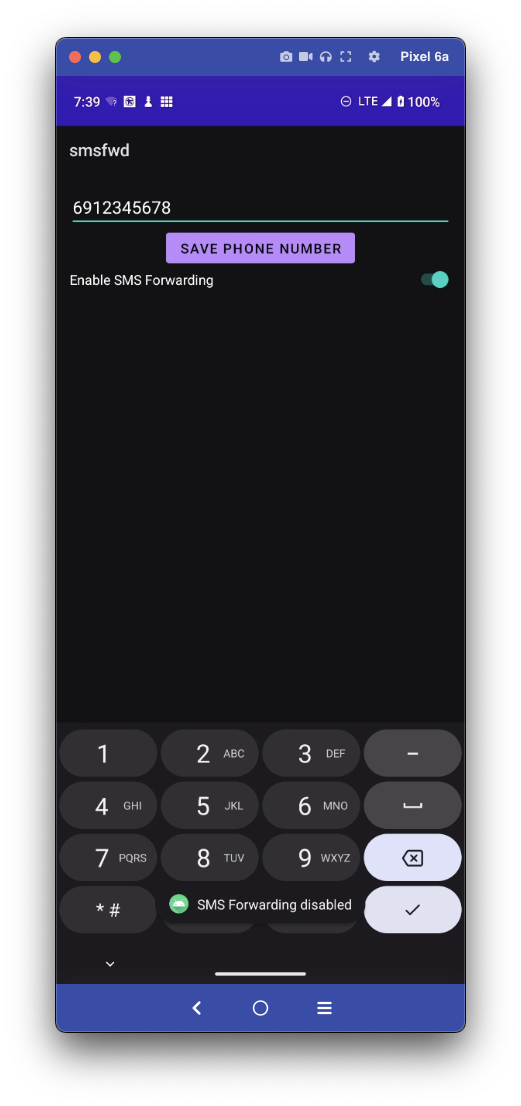 Pixel 6a
7:39 LTE 100%
smsfwd
6912345678
SAVE PHONE NUMBER
Enable SMS Forwarding
1 2 ABC 3 DEF -
4 GHI 5 JKL 6 MNO
7 PQRS 8 TUV 9 WXYZ
* #
SMS Forwarding disabled